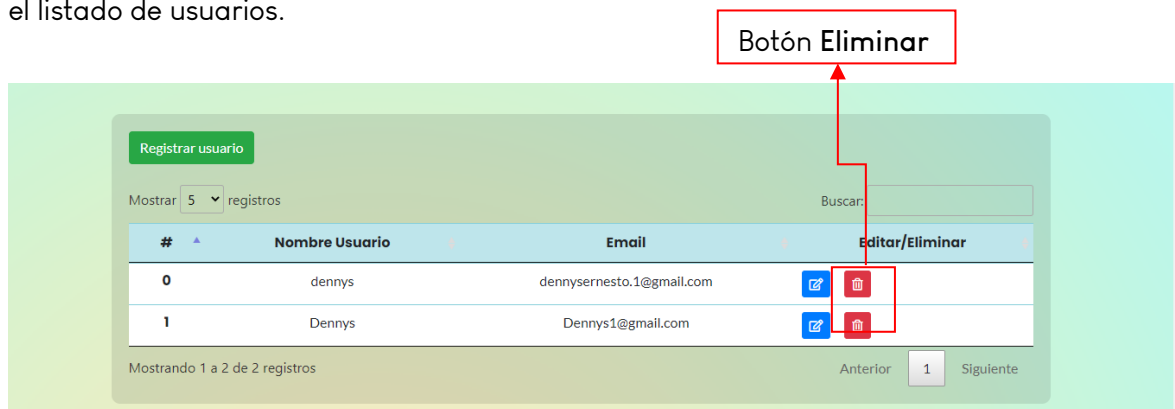 el listado de usuarios.
Botón Eliminar
Registrar usuario
Mostrar 5 registros
Buscar:
# Nombre Usuario Email Editar/Eliminar
0 dennys dennysernesto.1@gmail.com
1 Dennys Dennys1@gmail.com
Mostrando 1 a 2 de 2 registros
Anterior 1 Siguiente